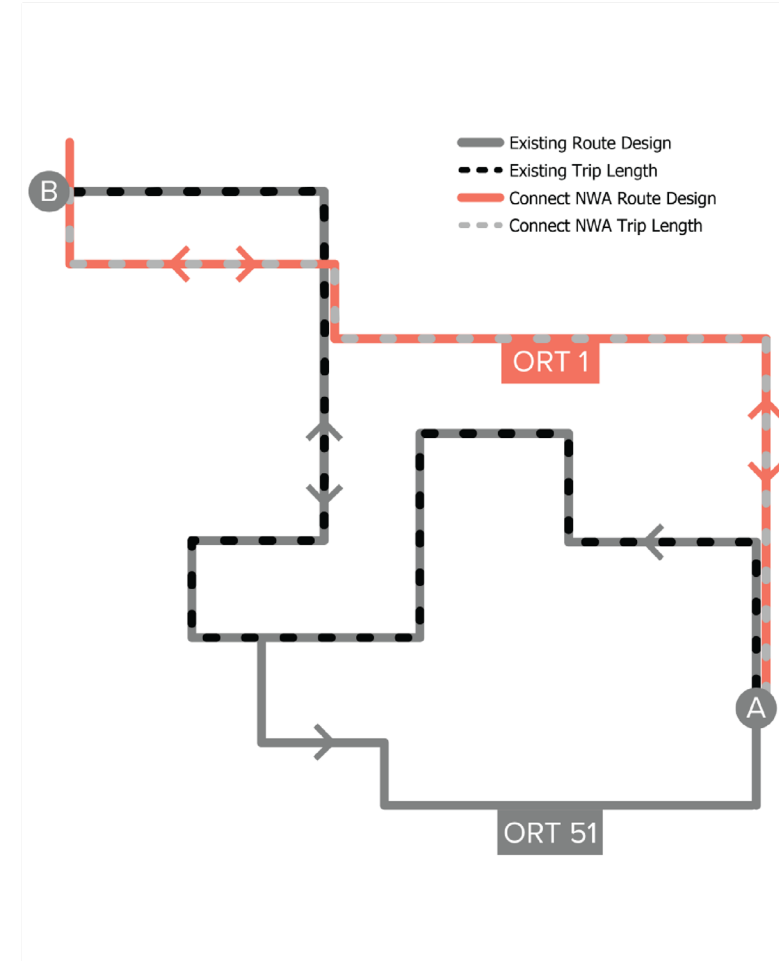 Existing Route Design
Existing Trip Length
Connect NWA Route Design
Connect NWA Trip Length
B
ORT 1
A
ORT 51